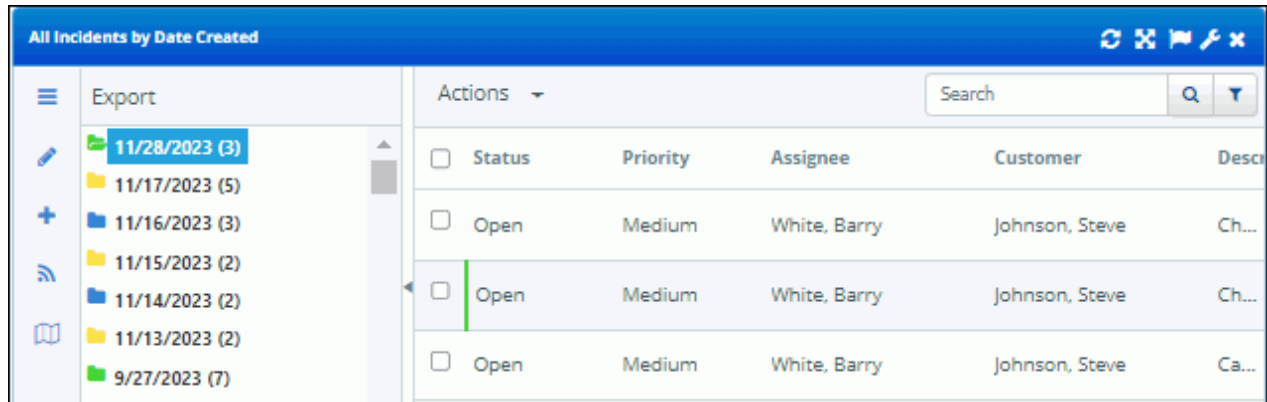 All Incidents by Date Created
Export
11/28/2023 (3)
11/17/2023 (5)
11/16/2023 (3)
11/15/2023 (2)
11/14/2023 (2)
11/13/2023 (2)
9/27/2023 (7)
Actions
Search
Status Priority Assignee Customer Descr
Open Medium White, Barry Johnson, Steve Ch...
Open Medium White, Barry Johnson, Steve Ch...
Open Medium White, Barry Johnson, Steve Ca...